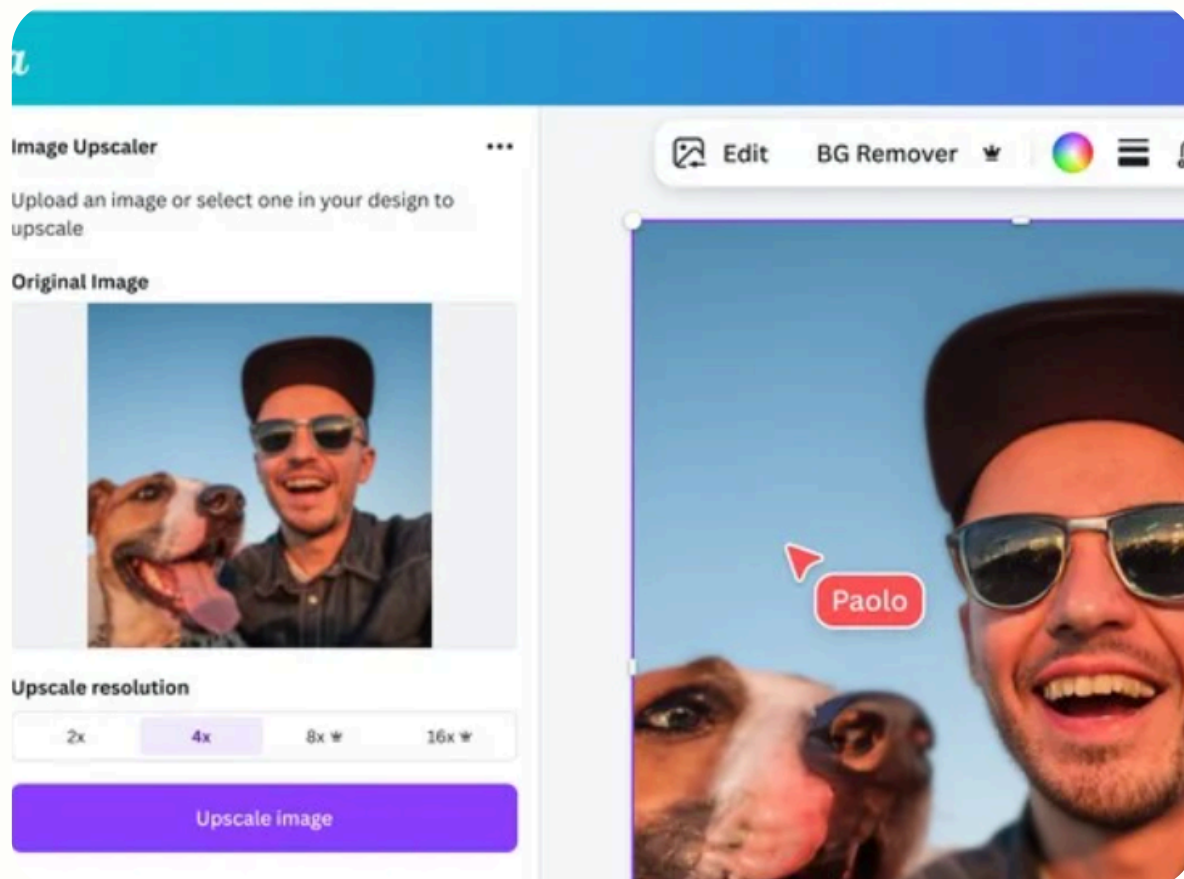 a
Image Upscaler
Upload an image or select one in your design to
upscale
Original Image
Upscale resolution
2x 4x 8x 16x
Upscale image
Edit BG Remover
Paolo